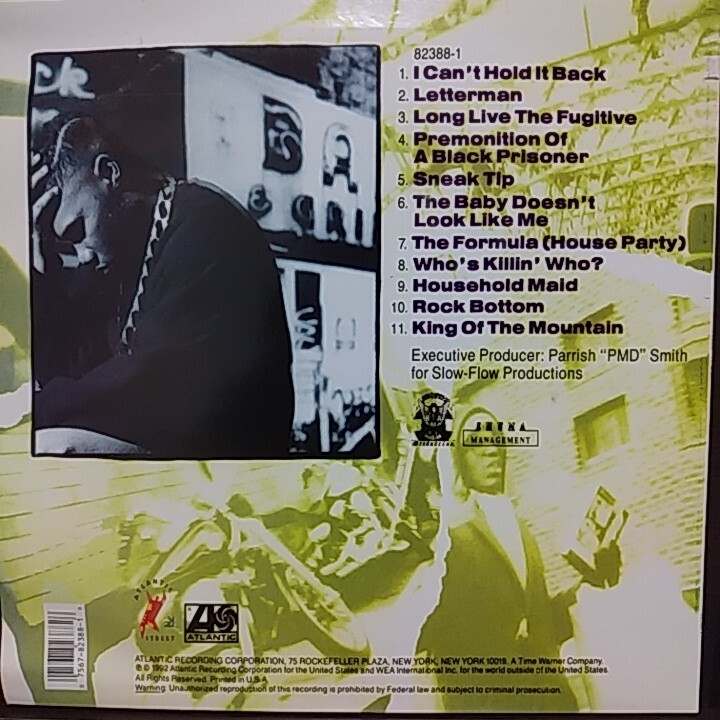 82388-1
1. I Can't Hold It Back
2. Letterman
3. Long Live The Fugitive
4. Premonition Of
A Black Prisoner
5. Sneak Tip
6. The Baby Doesn't
Look Like Me
7. The Formula (House Party)
8. Who's Killin' Who?
9. Household Maid
10. Rock Bottom
11. King Of The Mountain
Executive Producer: Parrish "PMD" Smith
for Slow-Flow Productions
SHUMA
MANAGEMENT
ATLANTIC
STREET
ATLANTIC
ATLANTIC RECORDING CORPORATION, 75 ROCKEFELLER PLAZA, NEW YORK, NEW YORK 10019. A Time Warner Company.
℗ © 1992 Atlantic Recording Corporation for the United States and WEA International Inc. for the world outside of the United States.
All Rights Reserved. Printed in U.S.A.
Warning: Unauthorized reproduction of this recording is prohibited by Federal law and subject to criminal prosecution.